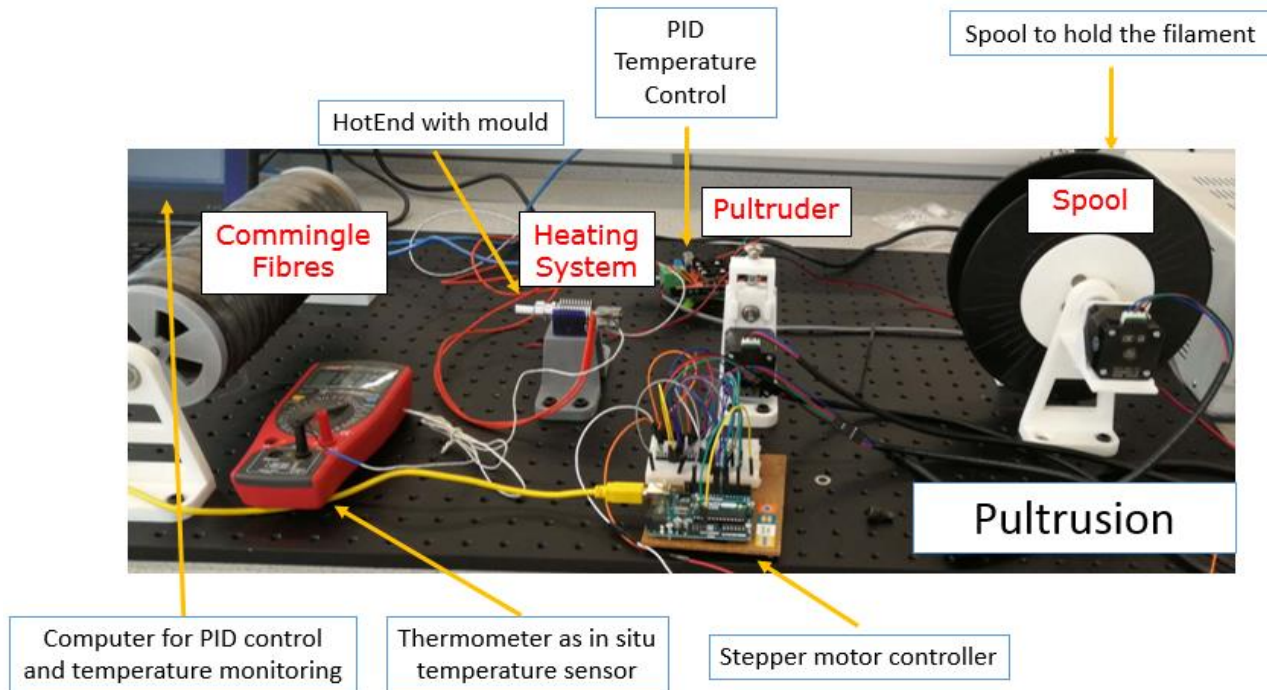 PID
Temperature
Control
Spool to hold the filament
HotEnd with mould
Commingle
Fibres
Heating
System
Pultruder
Spool
Pultrusion
Computer for PID control
and temperature monitoring
Thermometer as in situ
temperature sensor
Stepper motor controller